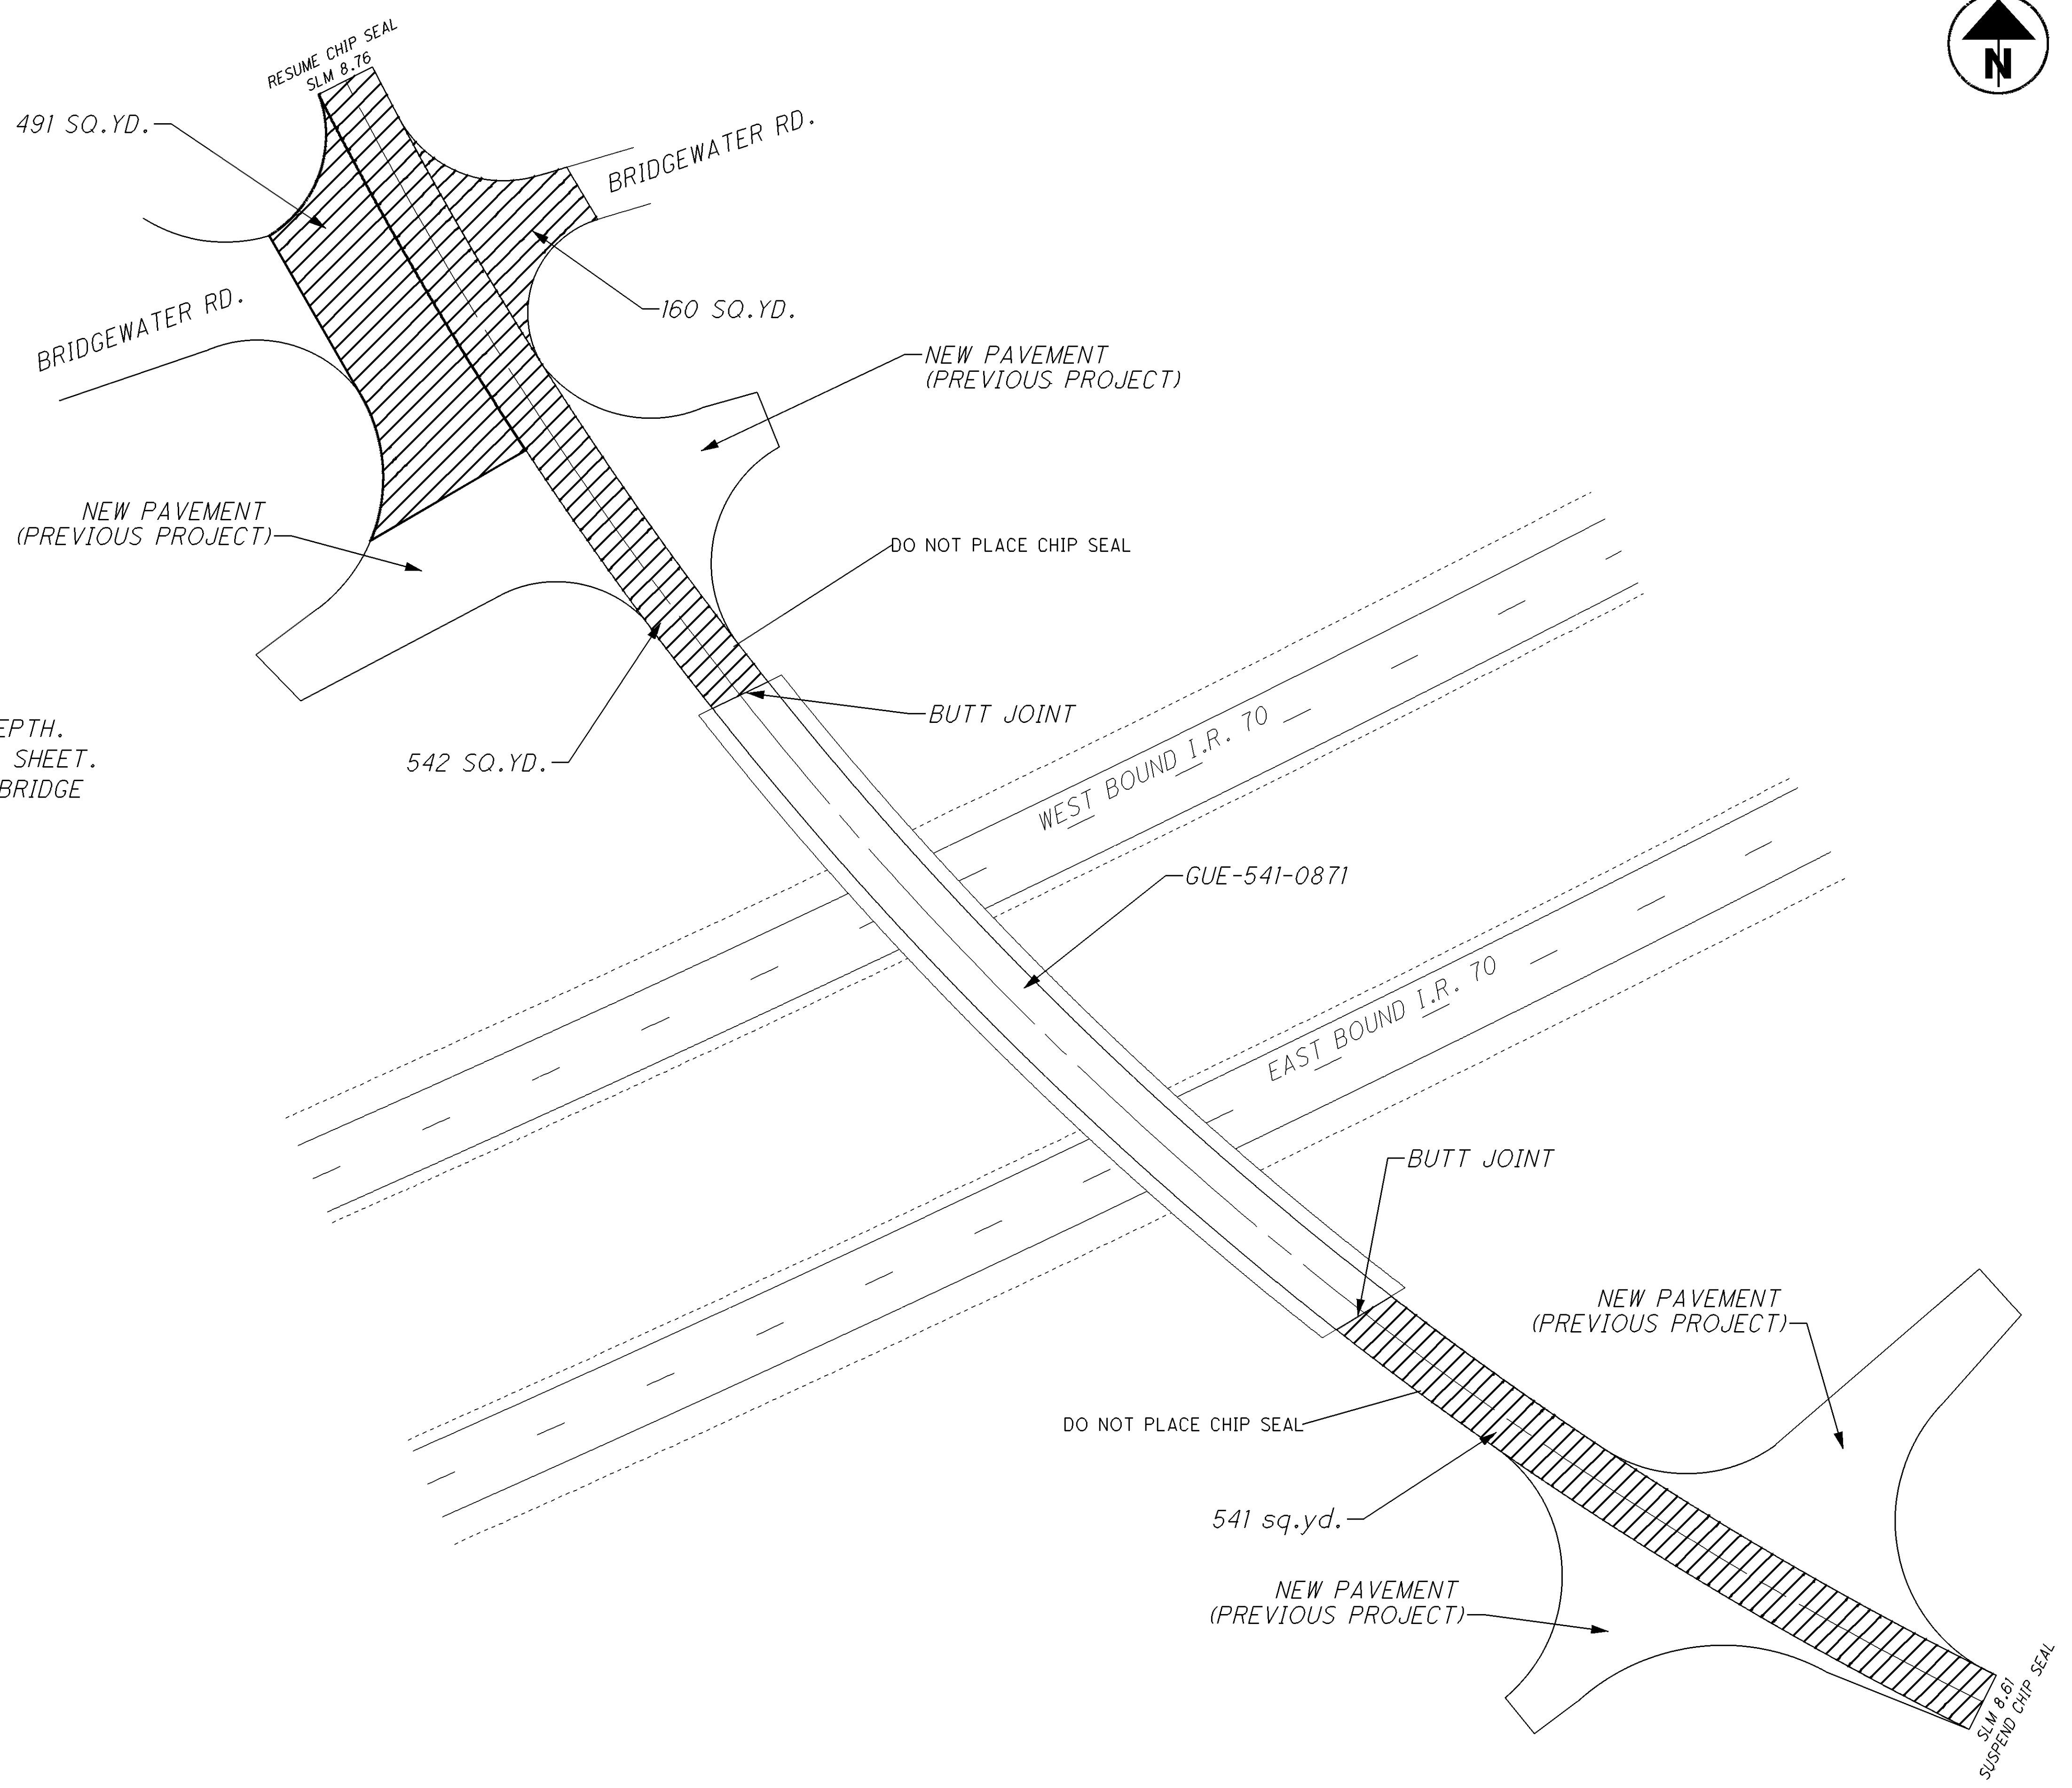 RESUME CHIP SEAL
SLM 8.76
N
491 SQ.YD.
BRIDGEWATER RD.
BRIDGEWATER RD.
160 SQ.YD.
NEW PAVEMENT
(PREVIOUS PROJECT)
NEW PAVEMENT
(PREVIOUS PROJECT)
DO NOT PLACE CHIP SEAL
BUTT JOINT
542 SQ.YD.
SHEET.
BRIDGE
WEST BOUND I.R. 70
GUE-541-0871
EAST BOUND I.R. 70
BUTT JOINT
NEW PAVEMENT
(PREVIOUS PROJECT)
DO NOT PLACE CHIP SEAL
541 sq.yd.
NEW PAVEMENT
(PREVIOUS PROJECT)
SLM 8.61
SUSPEND CHIP SEAL